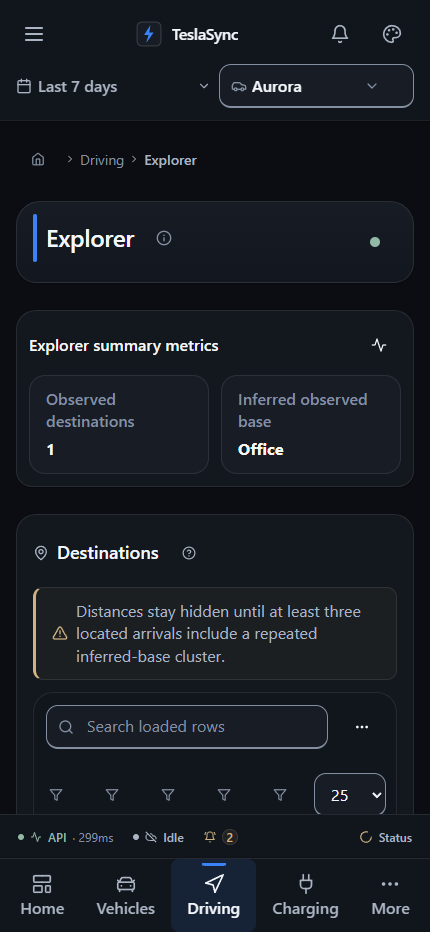 TeslaSync
Last 7 days
Aurora
Driving
Explorer
Explorer
Explorer summary metrics
Observed
destinations
1
Inferred observed
base
Office
Destinations
Distances stay hidden until at least three
located arrivals include a repeated
inferred-base cluster.
Search loaded rows
25
API · 299ms
Idle
2
Status
Home
Vehicles
Driving
Charging
More